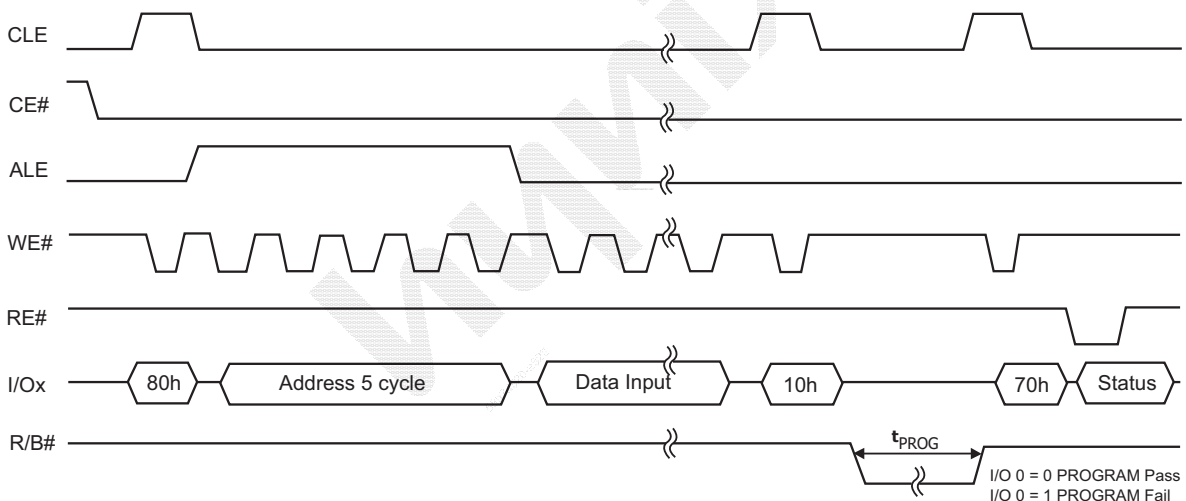 CLE
CE#
ALE
WE#
RE#
I/Ox 80h Address 5 cycle Data Input 10h 70h Status
R/B# tPROG
I/O 0 = 0 PROGRAM Pass
I/O 0 = 1 PROGRAM Fail